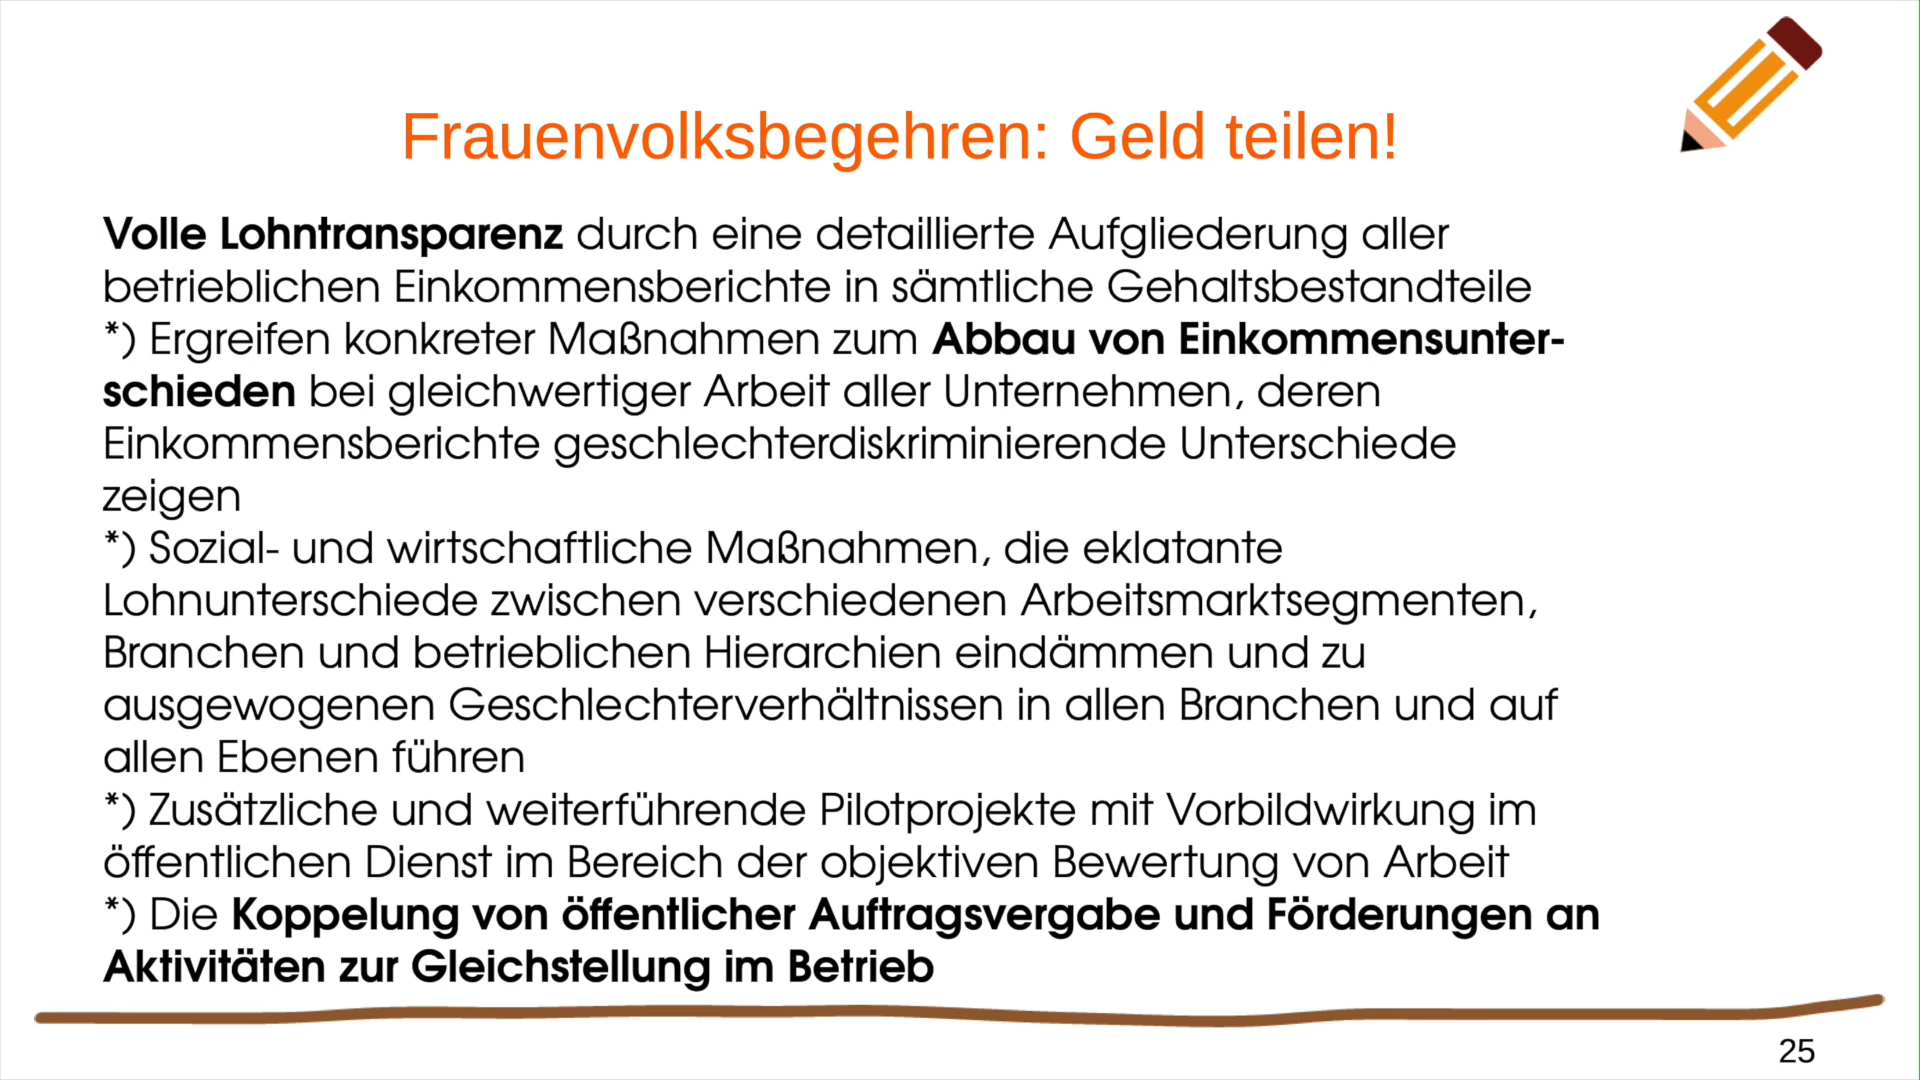 Frauenvolksbegehren: Geld teilen!
Volle Lohntransparenz durch eine detaillierte Aufgliederung aller
betrieblichen Einkommensberichte in sämtliche Gehaltsbestandteile
*) Ergreifen konkreter Maßnahmen zum Abbau von Einkommensunter-
schieden bei gleichwertiger Arbeit aller Unternehmen, deren
Einkommensberichte geschlechterdiskriminierende Unterschiede
zeigen
*) Sozial- und wirtschaftliche Maßnahmen, die eklatante
Lohnunterschiede zwischen verschiedenen Arbeitsmarktsegmenten,
Branchen und betrieblichen Hierarchien eindämmen und zu
ausgewogenen Geschlechterverhältnissen in allen Branchen und auf
allen Ebenen führen
*) Zusätzliche und weiterführende Pilotprojekte mit Vorbildwirkung im
öffentlichen Dienst im Bereich der objektiven Bewertung von Arbeit
*) Die Koppelung von öffentlicher Auftragsvergabe und Förderungen an
Aktivitäten zur Gleichstellung im Betrieb
25